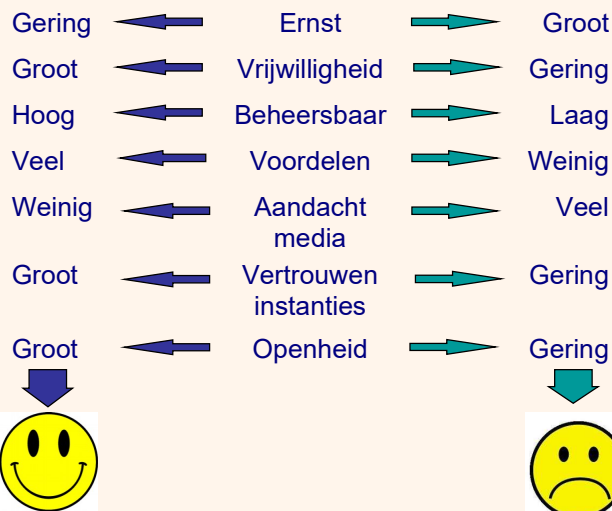 Gering Ernst Groot
Groot Vrijwilligheid Gering
Hoog Beheersbaar Laag
Veel Voordelen Weinig
Weinig Aandacht Veel
media
Groot Vertrouwen Gering
instanties
Groot Openheid Gering